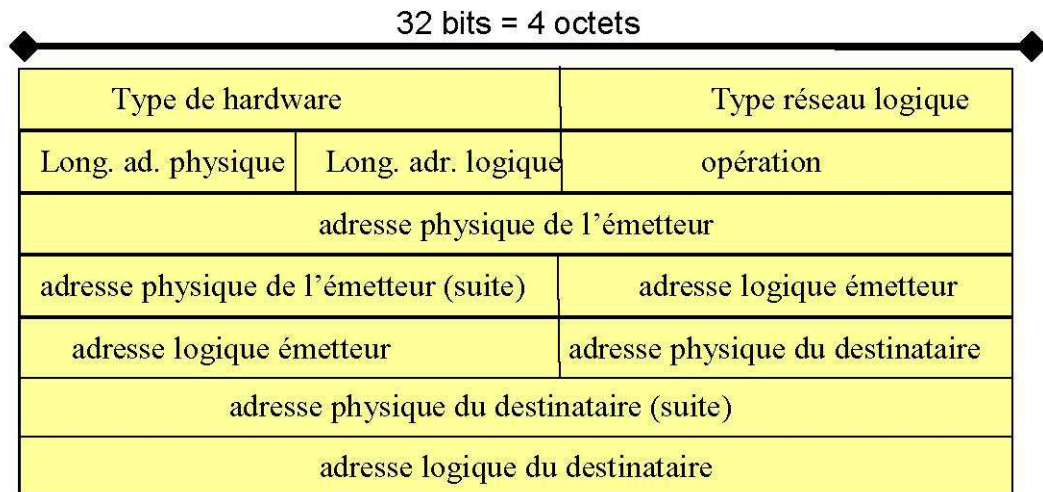 32 bits = 4 octets
Type de hardware Type réseau logique
Long. ad. physique Long. adr. logique opération
adresse physique de l’émetteur
adresse physique de l’émetteur (suite) adresse logique émetteur
adresse logique émetteur adresse physique du destinataire
adresse physique du destinataire (suite)
adresse logique du destinataire